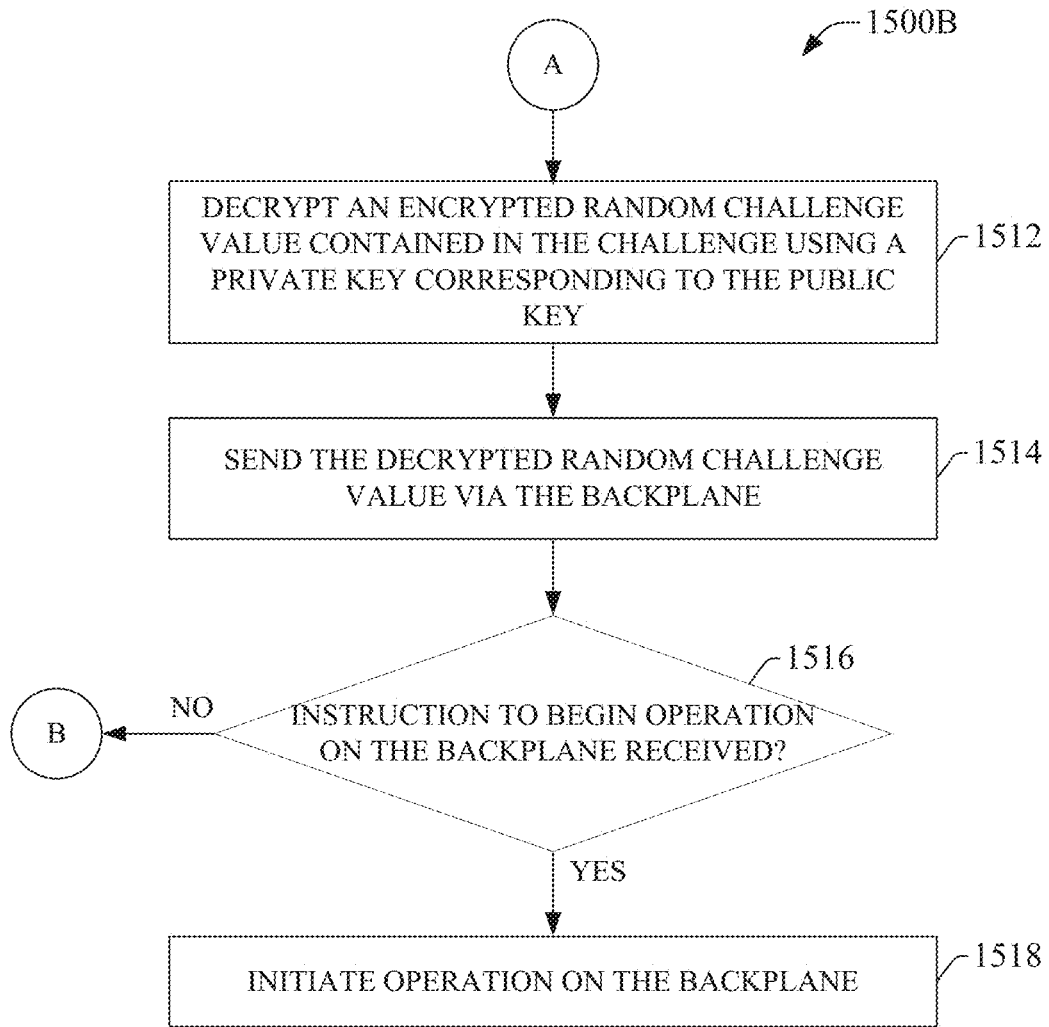 1500B
A
DECRYPT AN ENCRYPTED RANDOM CHALLENGE
VALUE CONTAINED IN THE CHALLENGE USING A
PRIVATE KEY CORRESPONDING TO THE PUBLIC
KEY
1512
SEND THE DECRYPTED RANDOM CHALLENGE
VALUE VIA THE BACKPLANE
1514
1516
INSTRUCTION TO BEGIN OPERATION
ON THE BACKPLANE RECEIVED?
NO
B
YES
INITIATE OPERATION ON THE BACKPLANE
1518